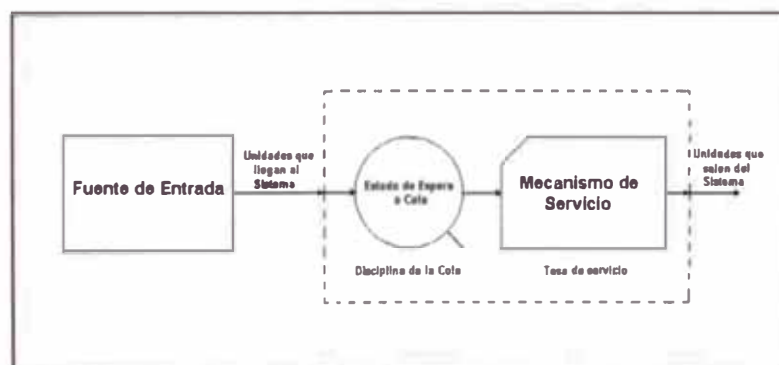 Fuente de Entrada
Unidades que
llegan al
Sistema
Estado de Espera
o Cola
Disciplina de la Cola
Mecanismo de
Servicio
Tasa de servicio
Unidades que
salen del
Sistema